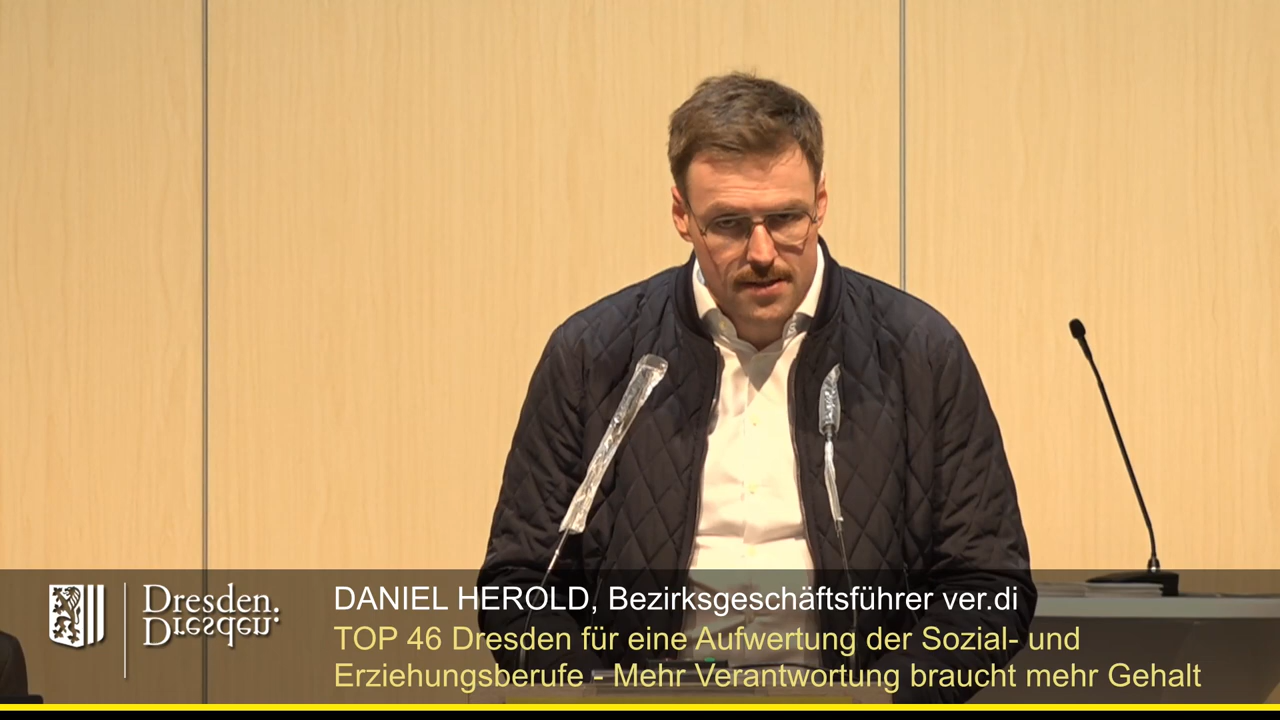 Dresden.
Dresden.
DANIEL HEROLD, Bezirksgeschäftsführer ver.di
TOP 46 Dresden für eine Aufwertung der Sozial- und
Erziehungsberufe - Mehr Verantwortung braucht mehr Gehalt